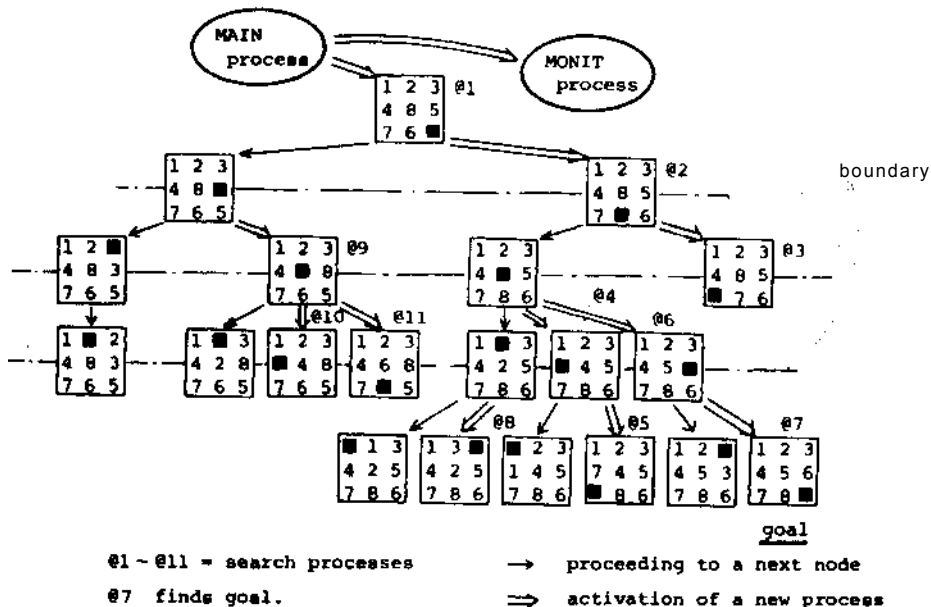 MAIN
process
MONIT
process
1 2 3
4 8 5
7 6 ■
@1
1 2 3
4 8 ■
7 6 5
1 2 3
4 8 5
7 ■ 6
@2
boundary
1 2 ■
4 8 3
7 6 5
1 2 3
4 ■ 8
7 6 5
@9
1 2 3
4 ■ 5
7 8 6
1 2 3
4 8 5
■ 7 6
@3
1 ■ 2
4 8 3
7 6 5
1 ■ 3
4 2 8
7 6 5
@10
1 2 3
■ 4 8
7 6 5
@11
1 2 3
4 6 8
7 ■ 5
1 ■ 3
4 2 5
7 8 6
@4
1 2 3
■ 4 5
7 8 6
@6
1 2 3
4 5 ■
7 8 6
■ 1 3
4 2 5
7 8 6
@8
1 3 ■
4 2 5
7 8 6
■ 2 3
1 4 5
7 8 6
@5
1 2 3
7 4 5
■ 8 6
1 2 ■
4 5 3
7 8 6
@7
1 2 3
4 5 6
7 8 ■
goal
@1 ~ @11 = search processes
→ proceeding to a next node
@7 finds goal.
⇒ activation of a new process